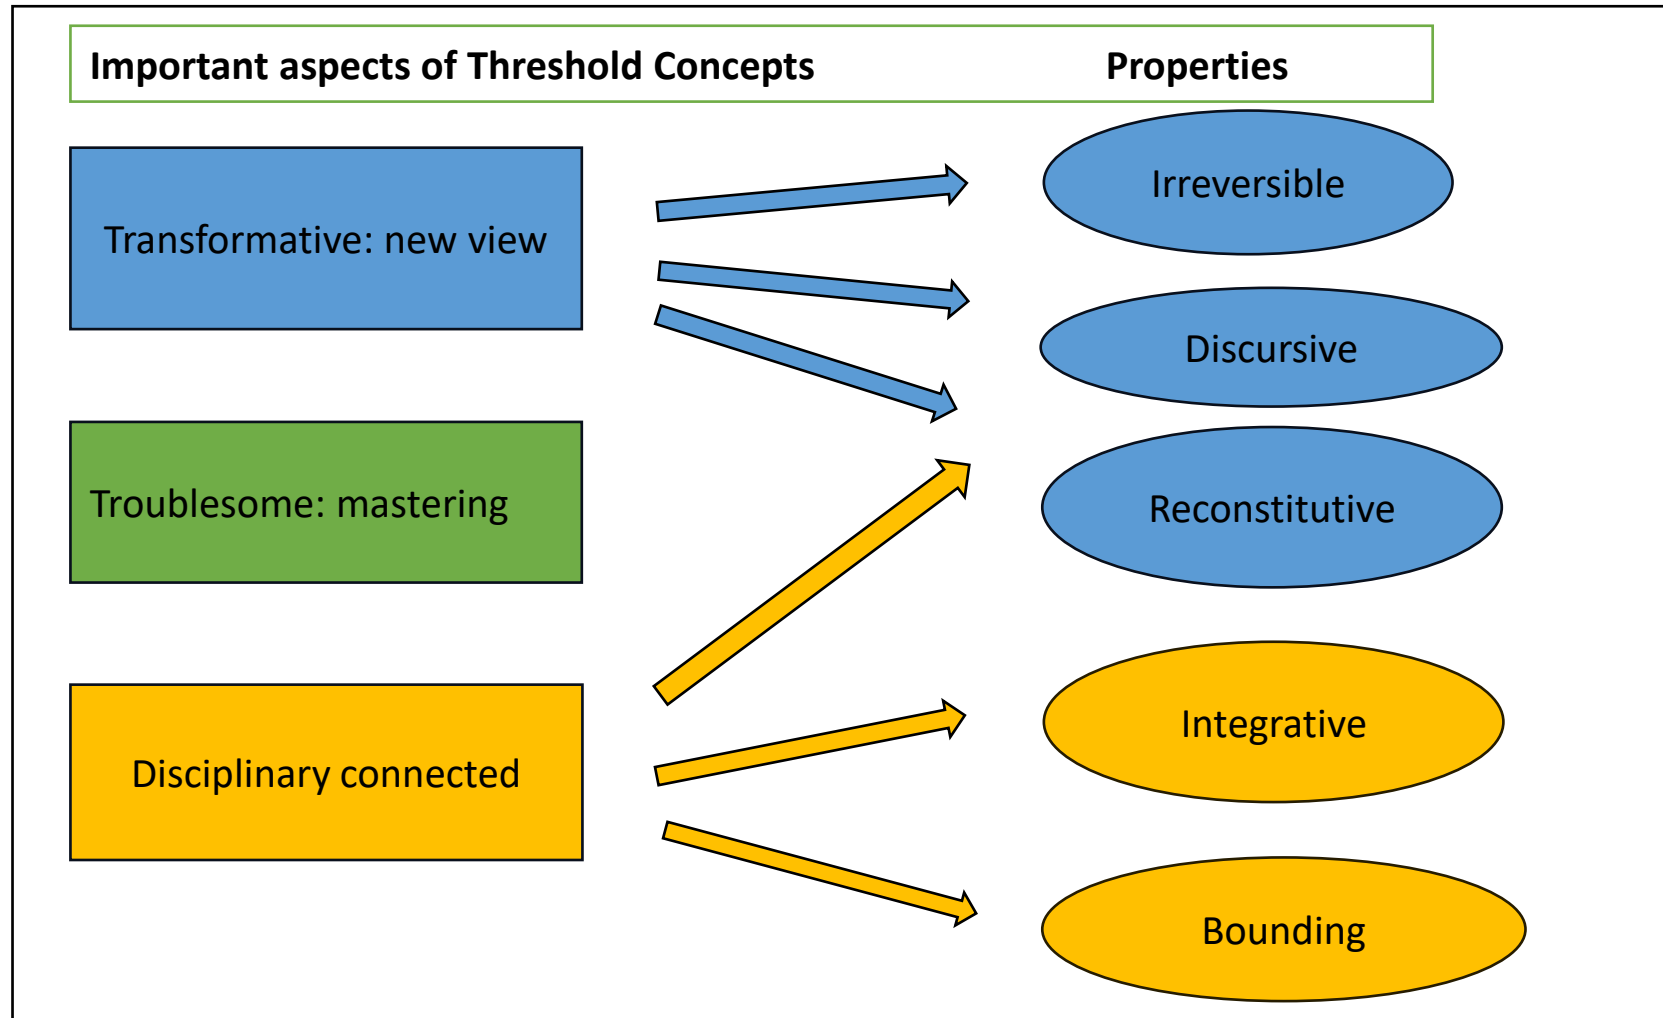 Important aspects of Threshold Concepts Properties
Transformative: new view
Irreversible
Discursive
Troublesome: mastering
Reconstitutive
Disciplinary connected
Integrative
Bounding